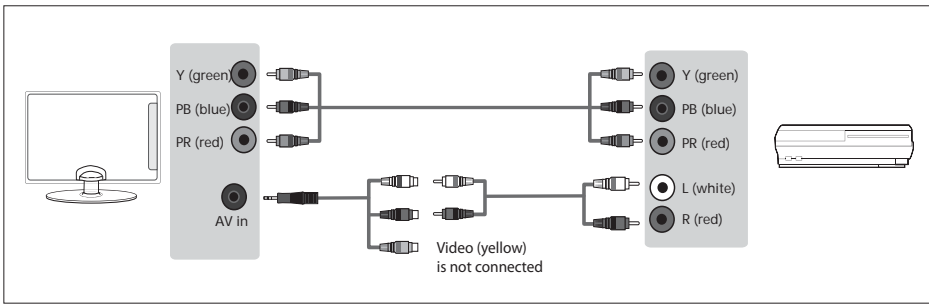 Y (green)
PB (blue)
PR (red)
AV in
Y (green)
PB (blue)
PR (red)
L (white)
R (red)
Video (yellow)
is not connected